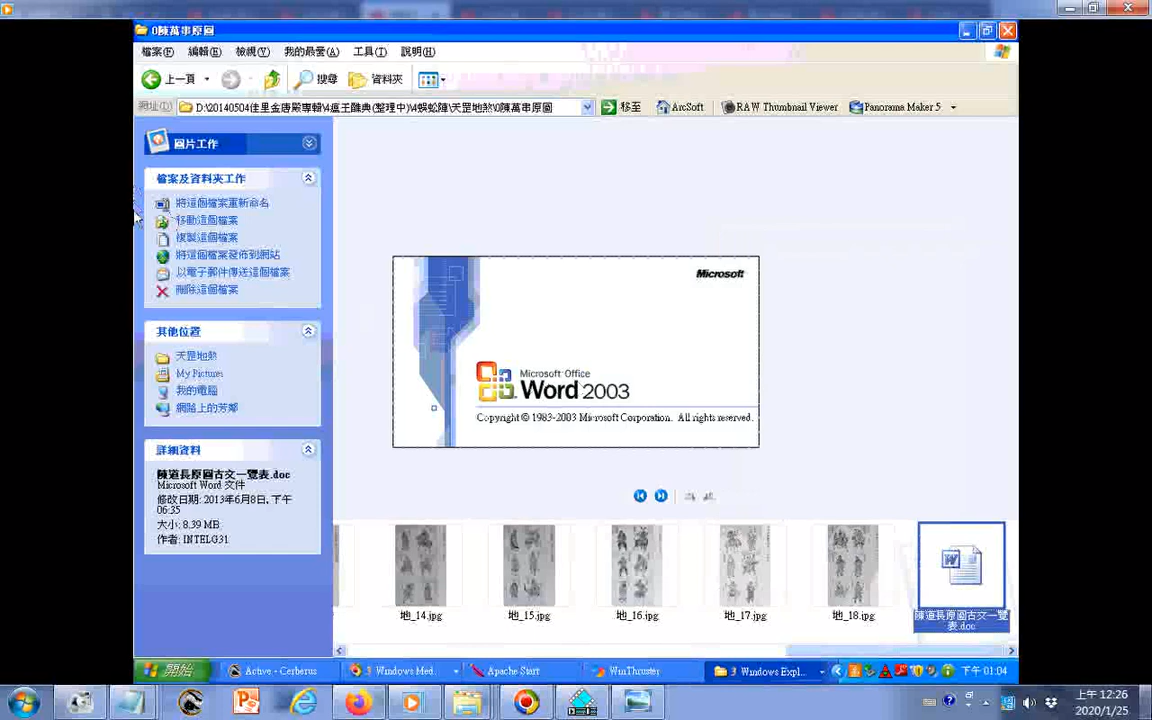 0陳萬串原圖
檔案(F) 編輯(E) 檢視(V) 我的最愛(A) 工具(T) 說明(H)
上一頁 搜尋 資料夾
網址(D) D:\20140504佳里金唐殿專輯\4蜈蚣陣\天罡地煞\0陳萬串原圖 移至 ArcSoft RAW Thumbnail Viewer Panorama Maker 5
圖片工作
檔案及資料夾工作
將這個檔案重新命名
移動這個檔案
複製這個檔案
將這個檔案發佈到網站
以電子郵件傳送這個檔案
刪除這個檔案
其他位置
天罡地煞
My Pictures
我的電腦
網路上的芳鄰
詳細資料
陳道長原圖古文一覽表.doc
Microsoft Word 文件
修改日期: 2013年6月8日, 下午
06:35
大小: 8.39 MB
作者: INTELG31
Microsoft
Microsoft Office
Word 2003
Copyright © 1983-2003 Microsoft Corporation. All rights reserved.
地_14.jpg 地_15.jpg 地_16.jpg 地_17.jpg 地_18.jpg 陳道長原圖古文一覽
表.doc
開始 Active - Cerberus 3 Windows Med... Apache Start WinThruster 3 Windows Expl... 下午 01:04
上午 12:26
2020/1/25